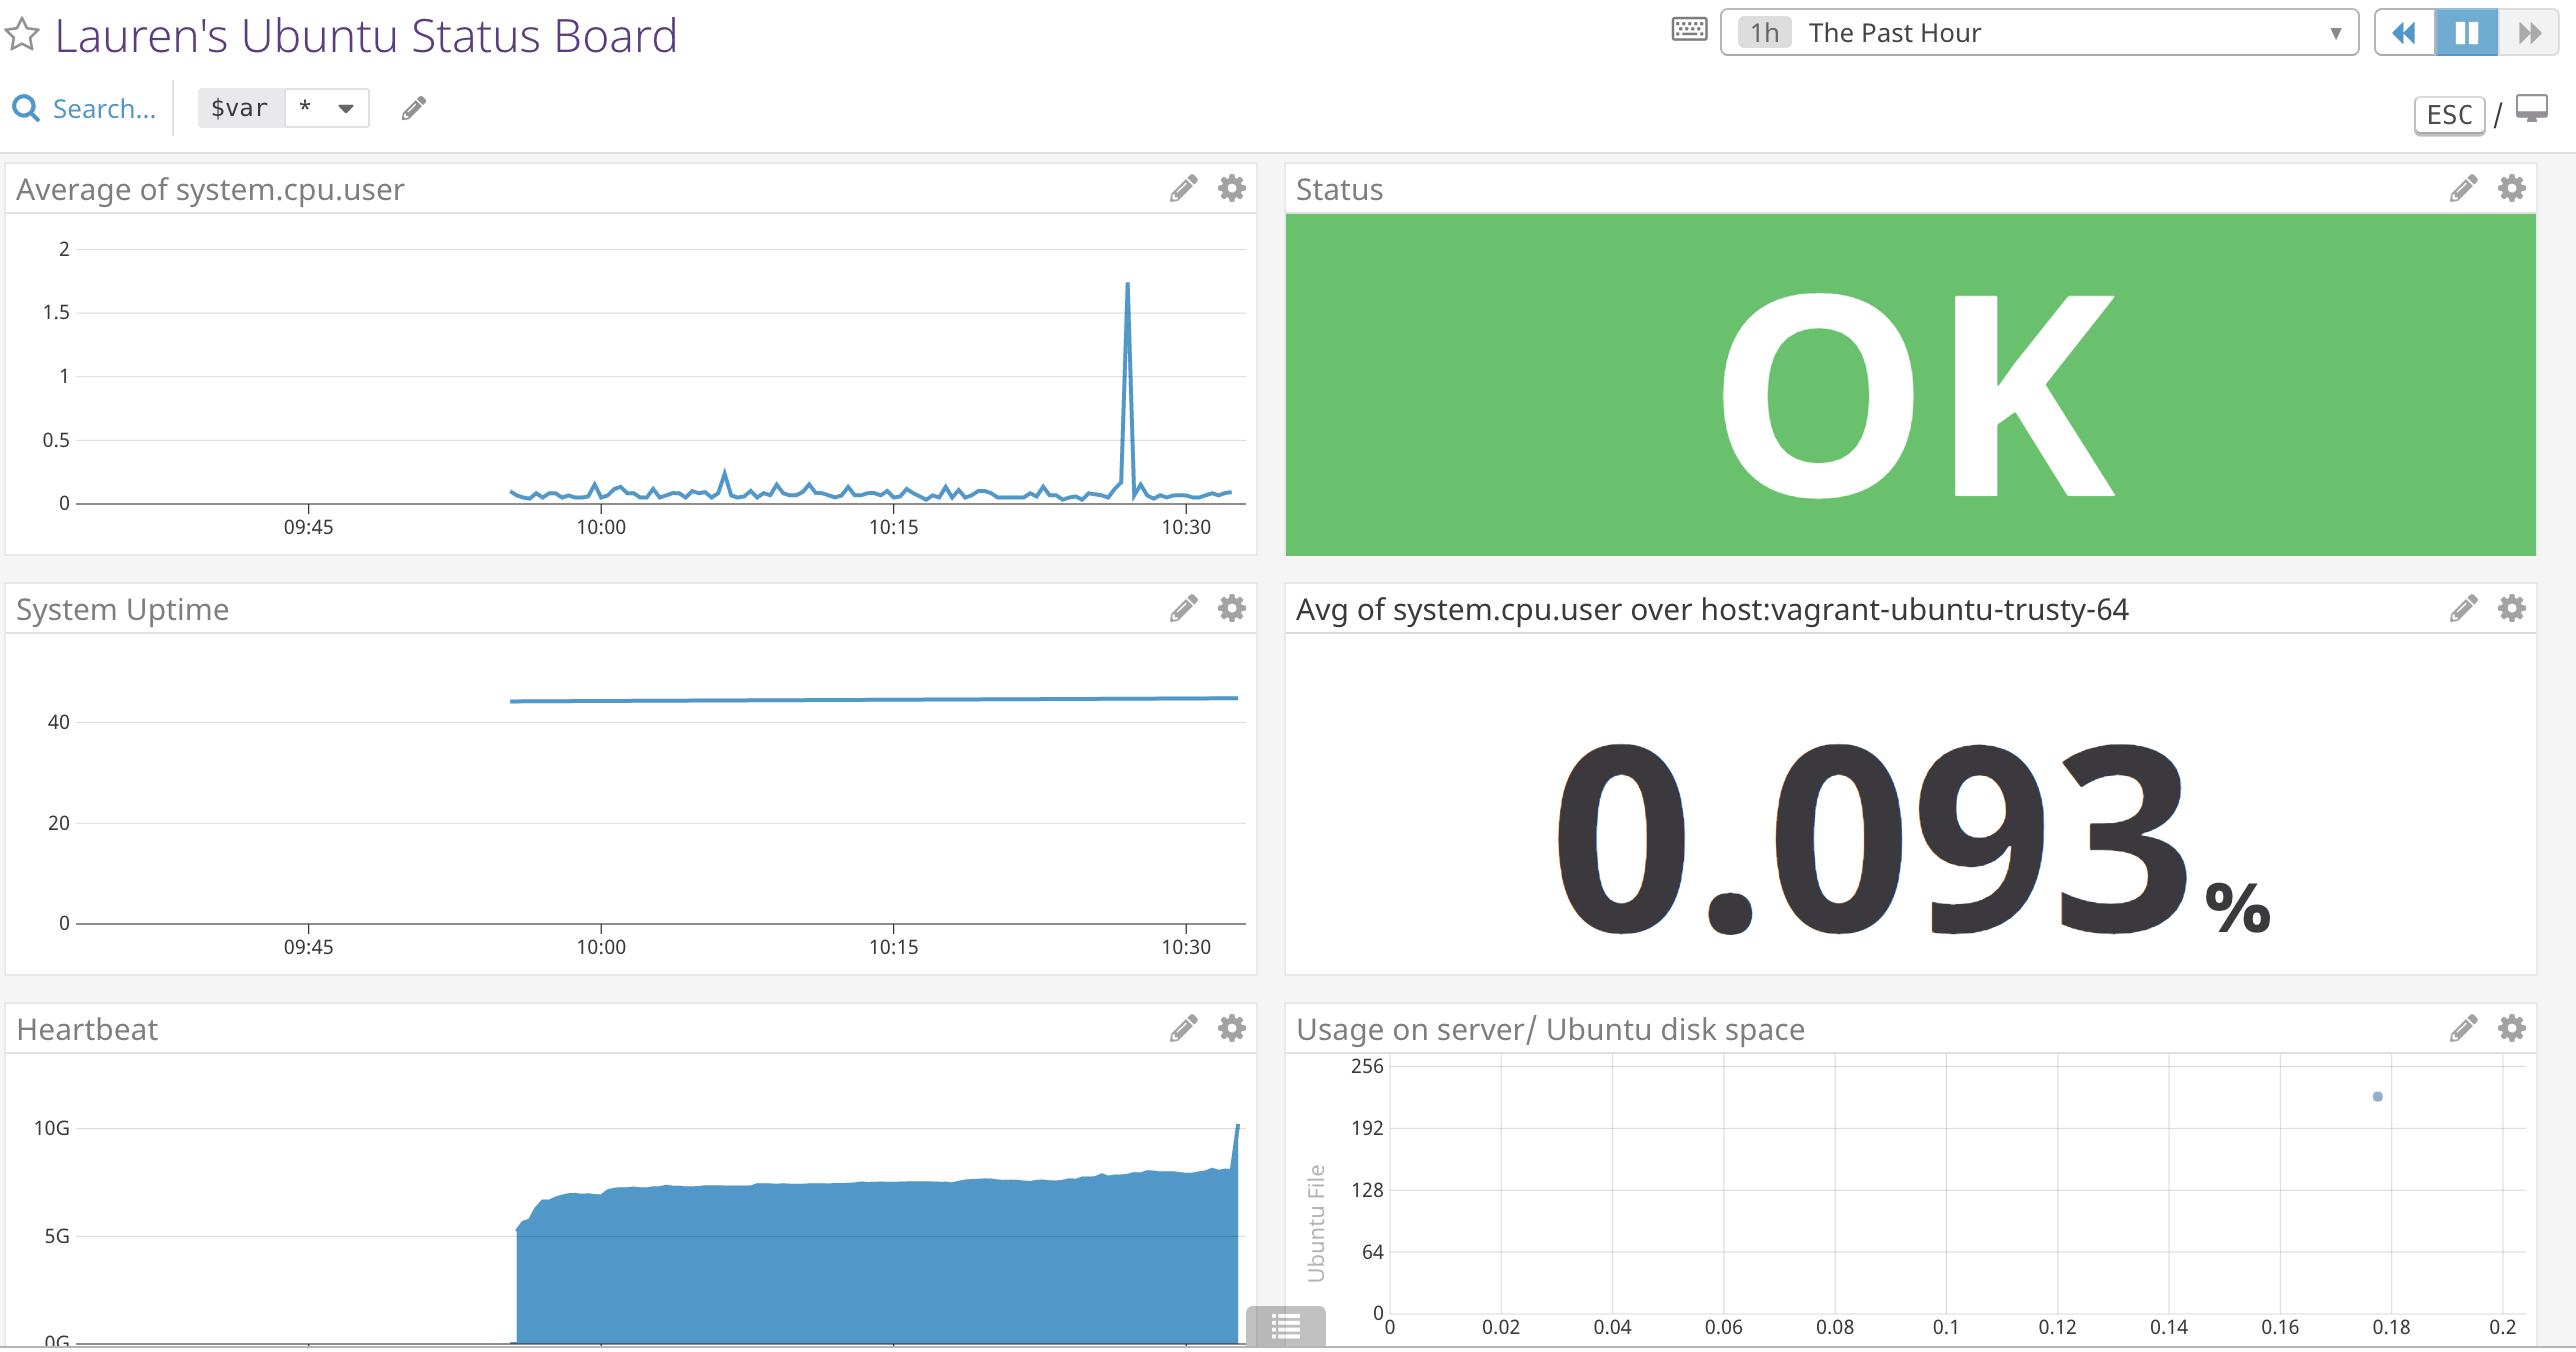 Lauren's Ubuntu Status Board
1h The Past Hour
Search...
$var *
ESC /
Average of system.cpu.user
2
1.5
1
0.5
0
09:45 10:00 10:15 10:30
Status
OK
System Uptime
40
20
0
09:45 10:00 10:15 10:30
Avg of system.cpu.user over host:vagrant-ubuntu-trusty-64
0.093%
Heartbeat
10G
5G
0G
Usage on server/ Ubuntu disk space
Ubuntu File
256
192
128
64
0
0 0.02 0.04 0.06 0.08 0.1 0.12 0.14 0.16 0.18 0.2